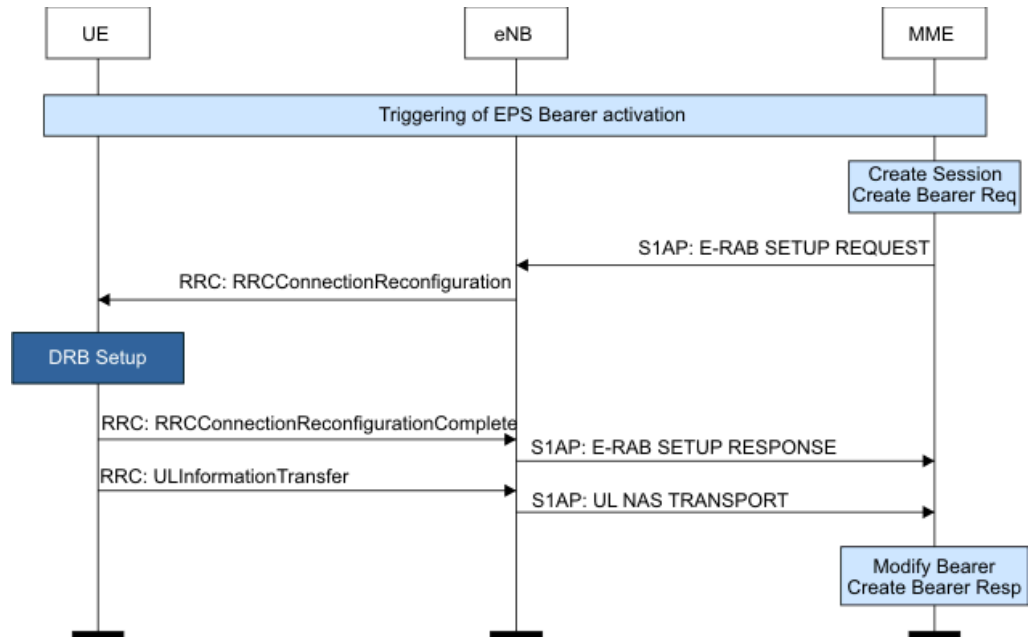 UE
eNB
MME
Triggering of EPS Bearer activation
Create Session
Create Bearer Req
S1AP: E-RAB SETUP REQUEST
RRC: RRCConnectionReconfiguration
DRB Setup
RRC: RRCConnectionReconfigurationComplete
S1AP: E-RAB SETUP RESPONSE
RRC: ULInformationTransfer
S1AP: UL NAS TRANSPORT
Modify Bearer
Create Bearer Resp